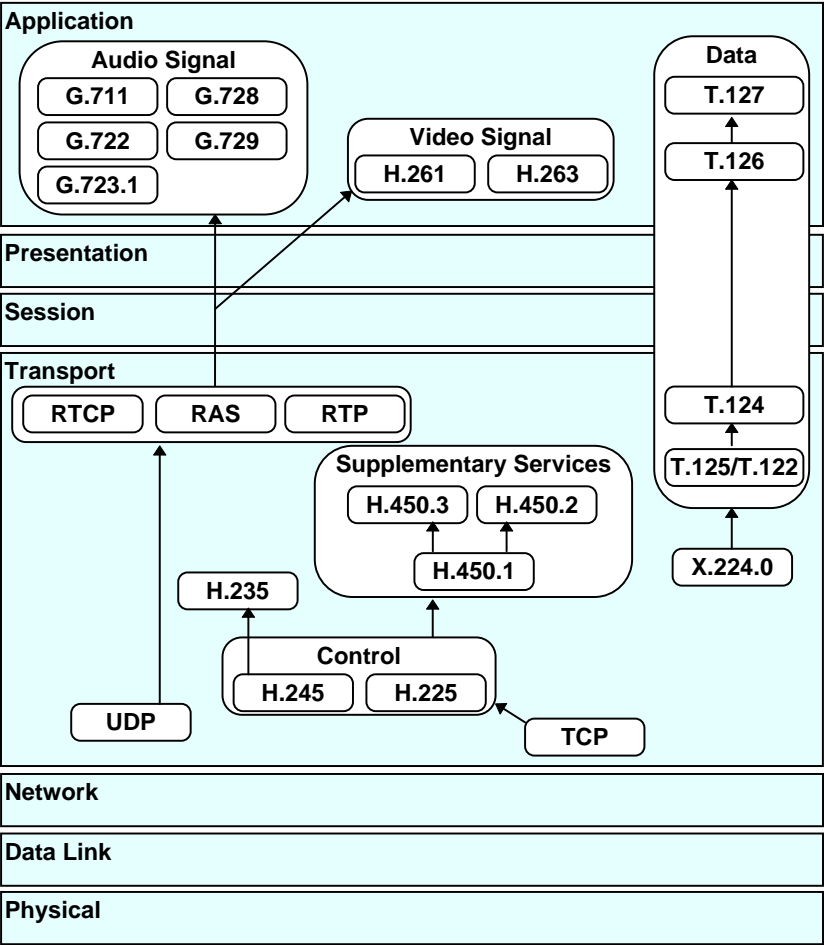 Application
Audio Signal
G.711 G.728
G.722 G.729
G.723.1
Video Signal
H.261 H.263
Data
T.127
T.126
Presentation
Session
Transport
RTCP RAS RTP
T.124
T.125/T.122
Supplementary Services
H.450.3 H.450.2
H.450.1
X.224.0
H.235
Control
H.245 H.225
UDP
TCP
Network
Data Link
Physical